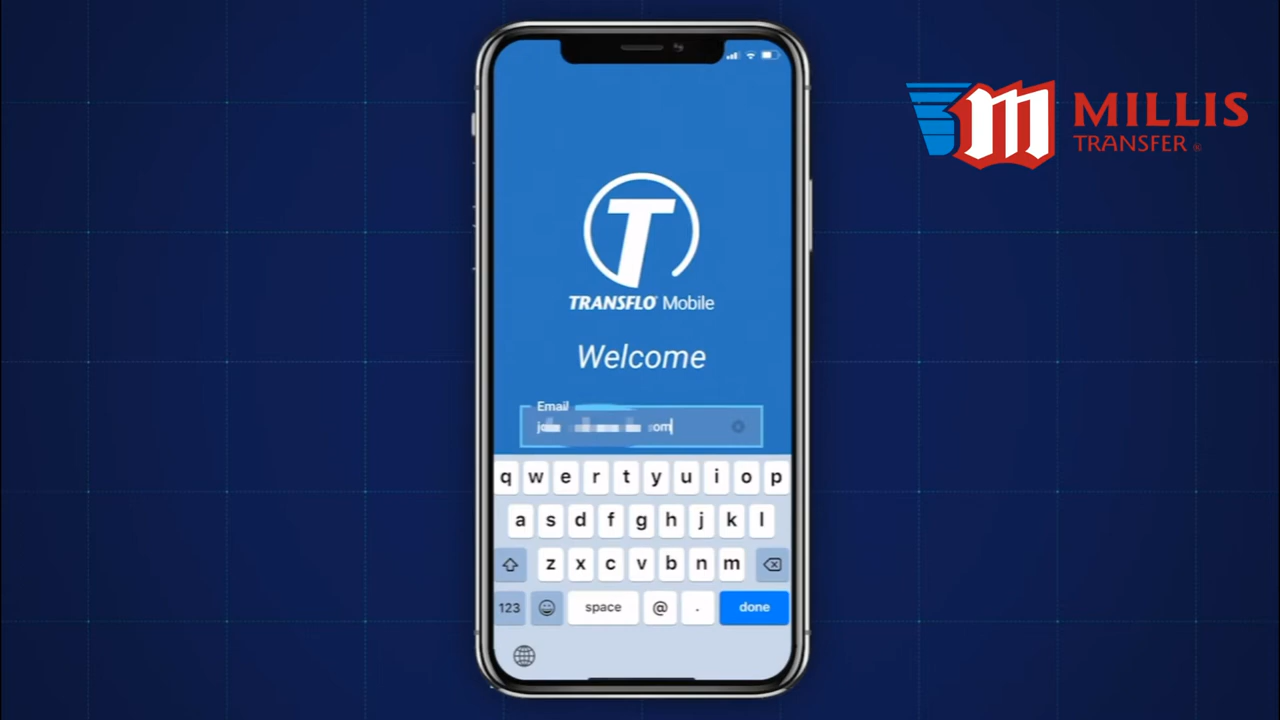 MILLIS
TRANSFER
TRANSFLO Mobile
Welcome
Email
q w e r t y u i o p
a s d f g h j k l
z x c v b n m
123 space @ . done